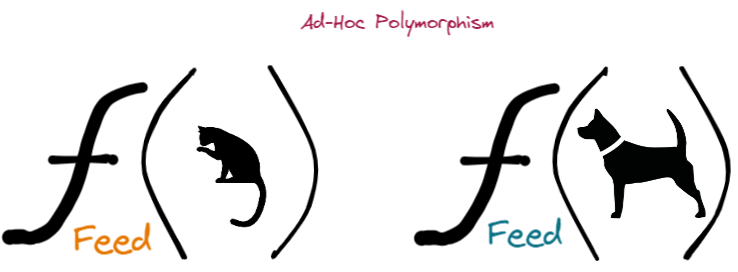 Ad-Hoc Polymorphism
f( )
Feed
f( )
Feed